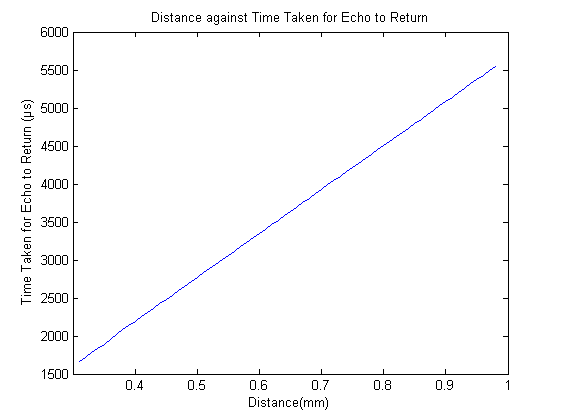 Distance against Time Taken for Echo to Return
6000
5500
5000
4500
4000
3500
3000
2500
2000
1500
Time Taken for Echo to Return (µs)
0.4 0.5 0.6 0.7 0.8 0.9 1
Distance(mm)